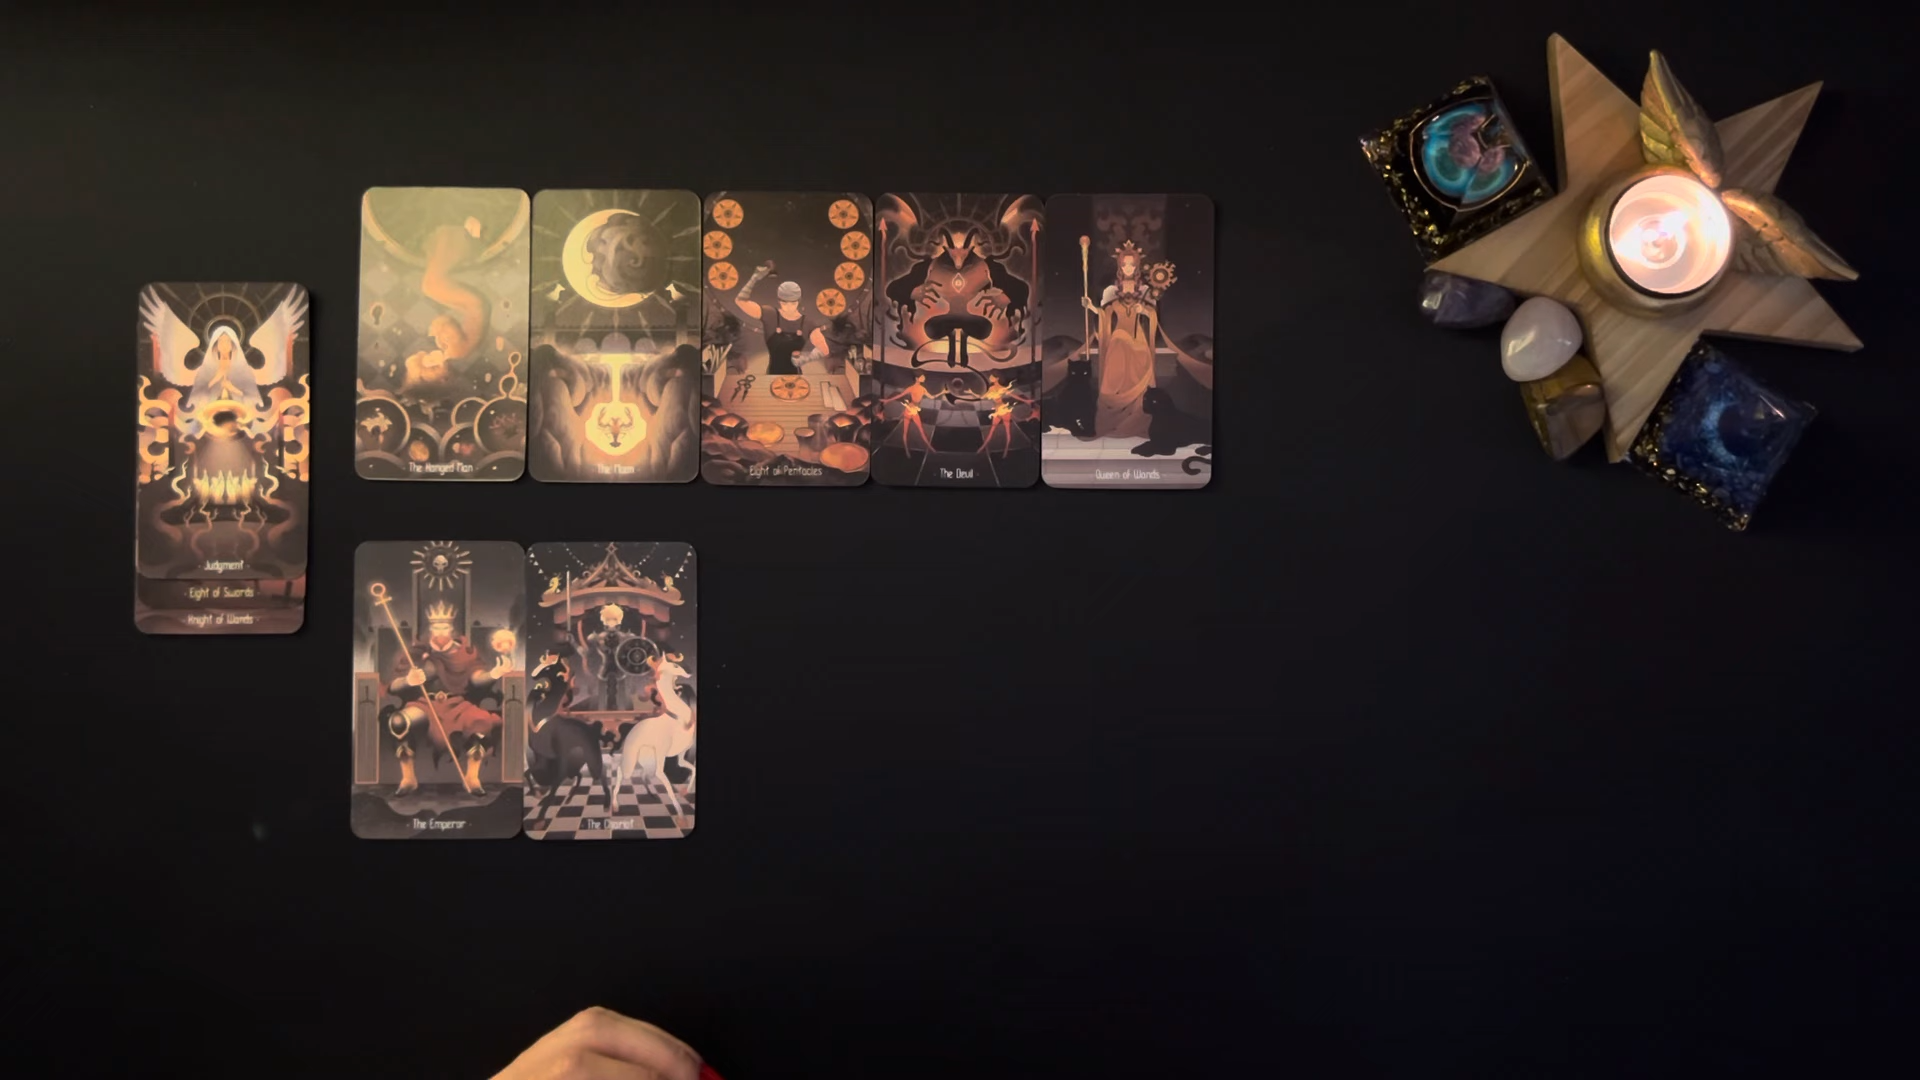 The Hanged Man
The Moon
Eight of Pentacles
The Devil
Queen of Wands
Judgment
Eight of Swords
Knight of Wands
The Emperor
The Chariot